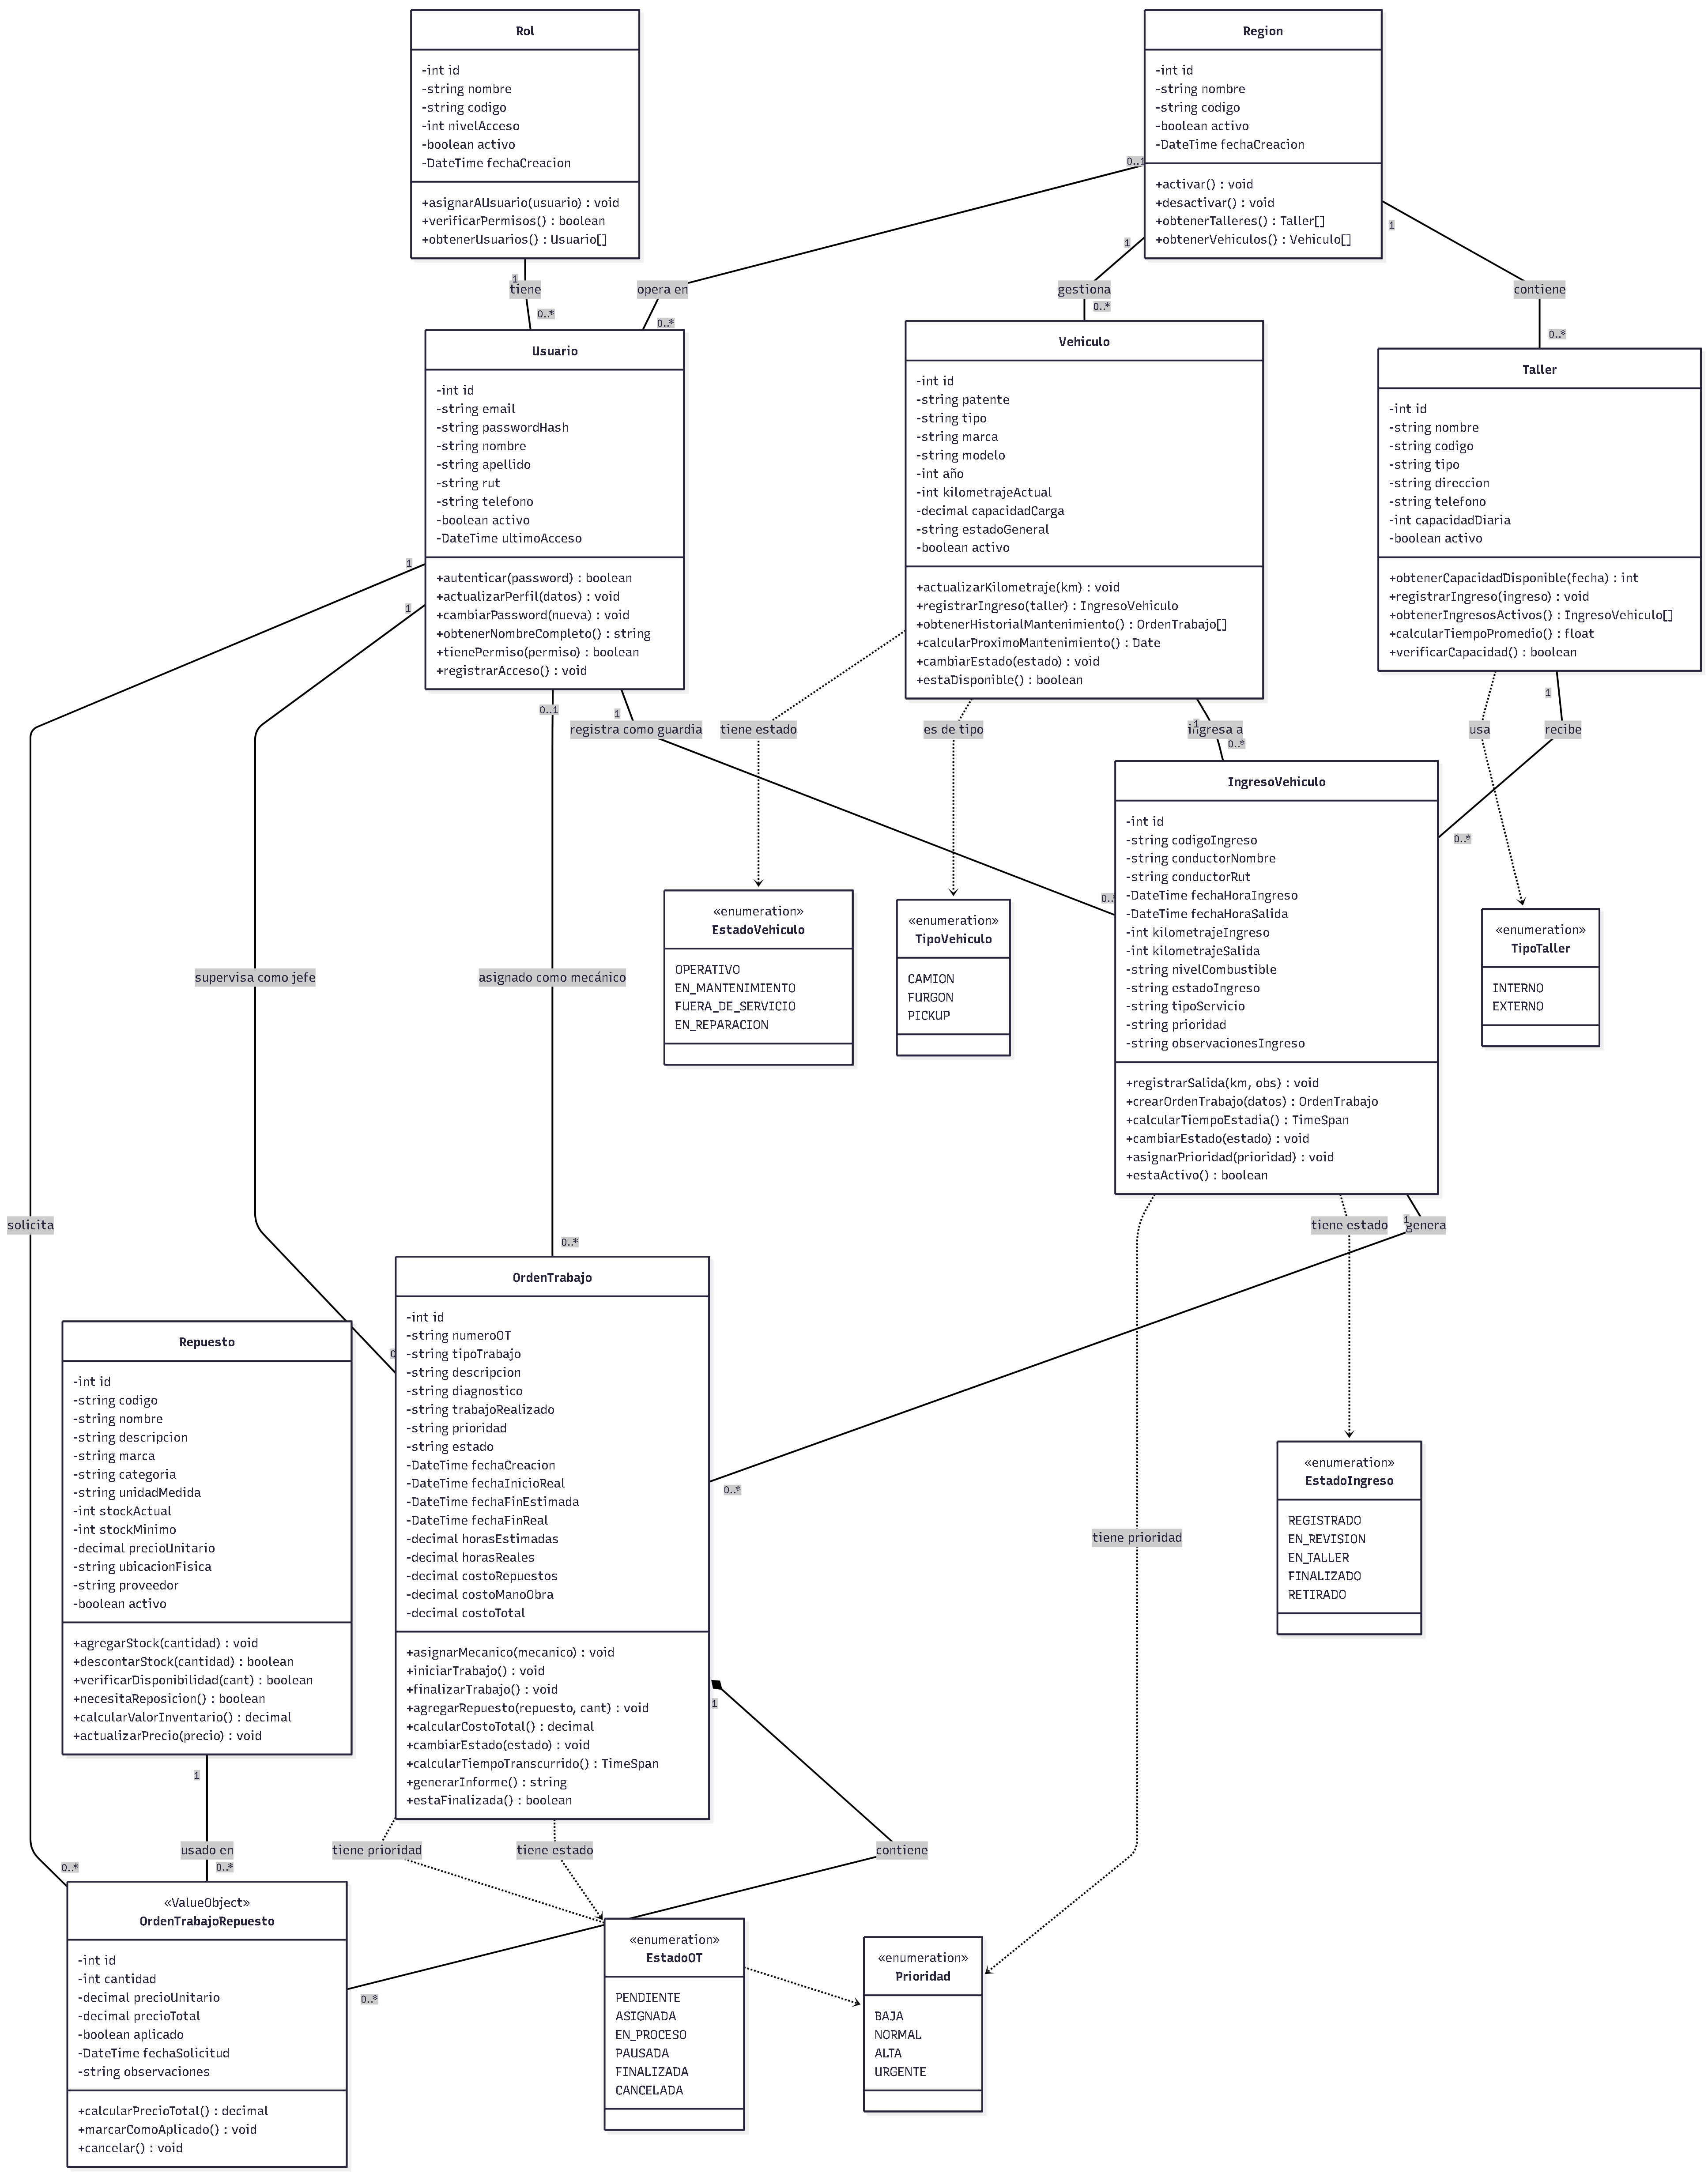 Rol
-int id
-string nombre
-string codigo
-int nivelAcceso
-boolean activo
-DateTime fechaCreacion
+asignarAUsuario(usuario) : void
+verificarPermisos() : boolean
+obtenerUsuarios() : Usuario[]
Region
-int id
-string nombre
-string codigo
-boolean activo
-DateTime fechaCreacion
+activar() : void
+desactivar() : void
+obtenerTalleres() : Taller[]
+obtenerVehiculos() : Vehiculo[]
0..1
1
1
1
tiene
0..*
opera en
0..*
gestiona
0..*
contiene
0..*
Usuario
-int id
-string email
-string passwordHash
-string nombre
-string apellido
-string rut
-string telefono
-boolean activo
-DateTime ultimoAcceso
+autenticar(password) : boolean
+actualizarPerfil(datos) : void
+cambiarPassword(nueva) : void
+obtenerNombreCompleto() : string
+tienePermiso(permiso) : boolean
+registrarAcceso() : void
Vehiculo
-int id
-string patente
-string tipo
-string marca
-string modelo
-int año
-int kilometrajeActual
-decimal capacidadCarga
-string estadoGeneral
-boolean activo
+actualizarKilometraje(km) : void
+registrarIngreso(taller) : IngresoVehiculo
+obtenerHistorialMantenimiento() : OrdenTrabajo[]
+calcularProximoMantenimiento() : Date
+cambiarEstado(estado) : void
+estaDisponible() : boolean
Taller
-int id
-string nombre
-string codigo
-string tipo
-string direccion
-string telefono
-int capacidadDiaria
-boolean activo
+obtenerCapacidadDisponible(fecha) : int
+registrarIngreso(ingreso) : void
+obtenerIngresosActivos() : IngresoVehiculo[]
+calcularTiempoPromedio() : float
+verificarCapacidad() : boolean
1
1
0..1
1
registra como guardia
tiene estado
es de tipo
1
ingresa a
0..*
usa
1
recibe
0..*
IngresoVehiculo
-int id
-string codigoIngreso
-string conductorNombre
-string conductorRut
-DateTime fechaHoraIngreso
-DateTime fechaHoraSalida
-int kilometrajeIngreso
-int kilometrajeSalida
-string nivelCombustible
-string estadoIngreso
-string tipoServicio
-string prioridad
-string observacionesIngreso
+registrarSalida(km, obs) : void
+crearOrdenTrabajo(datos) : OrdenTrabajo
+calcularTiempoEstadia() : TimeSpan
+cambiarEstado(estado) : void
+asignarPrioridad(prioridad) : void
+estaActivo() : boolean
«enumeration»
EstadoVehiculo
OPERATIVO
EN_MANTENIMIENTO
FUERA_DE_SERVICIO
EN_REPARACION
«enumeration»
TipoVehiculo
CAMION
FURGON
PICKUP
«enumeration»
TipoTaller
INTERNO
EXTERNO
supervisa como jefe
asignado como mecánico
solicita
0..*
tiene estado
1
genera
OrdenTrabajo
-int id
-string numeroOT
-string tipoTrabajo
-string descripcion
-string diagnostico
-string trabajoRealizado
-string prioridad
-string estado
-DateTime fechaCreacion
-DateTime fechaInicioReal
-DateTime fechaFinEstimada
-DateTime fechaFinReal
-decimal horasEstimadas
-decimal horasReales
-decimal costoRepuestos
-decimal costoManoObra
-decimal costoTotal
+asignarMecanico(mecanico) : void
+iniciarTrabajo() : void
+finalizarTrabajo() : void
+agregarRepuesto(repuesto, cant) : void
+calcularCostoTotal() : decimal
+cambiarEstado(estado) : void
+calcularTiempoTranscurrido() : TimeSpan
+generarInforme() : string
+estaFinalizada() : boolean
Repuesto
-int id
-string codigo
-string nombre
-string descripcion
-string marca
-string categoria
-string unidadMedida
-int stockActual
-int stockMinimo
-decimal precioUnitario
-string ubicacionFisica
-string proveedor
-boolean activo
+agregarStock(cantidad) : void
+descontarStock(cantidad) : boolean
+verificarDisponibilidad(cant) : boolean
+necesitaReposicion() : boolean
+calcularValorInventario() : decimal
+actualizarPrecio(precio) : void
0..*
tiene prioridad
«enumeration»
EstadoIngreso
REGISTRADO
EN_REVISION
EN_TALLER
FINALIZADO
RETIRADO
1
1
usado en
0..*
0..*
tiene prioridad
tiene estado
contiene
0..*
«ValueObject»
OrdenTrabajoRepuesto
-int id
-int cantidad
-decimal precioUnitario
-decimal precioTotal
-boolean aplicado
-DateTime fechaSolicitud
-string observaciones
+calcularPrecioTotal() : decimal
+marcarComoAplicado() : void
+cancelar() : void
«enumeration»
EstadoOT
PENDIENTE
ASIGNADA
EN_PROCESO
PAUSADA
FINALIZADA
CANCELADA
«enumeration»
Prioridad
BAJA
NORMAL
ALTA
URGENTE